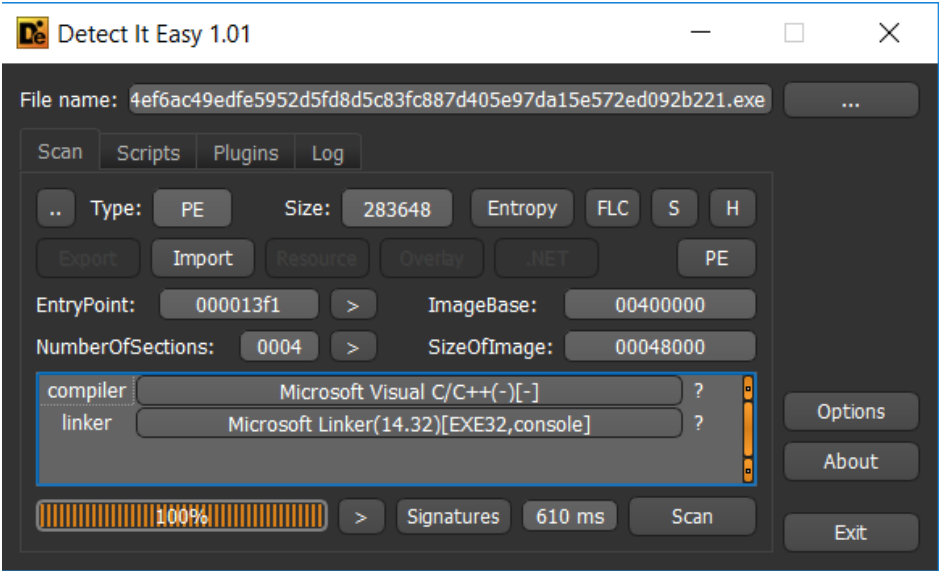 De Detect It Easy 1.01
File name: 4ef6ac49edfe5952d5fd8d5c83fc887d405e97da15e572ed092b221.exe ...
Scan Scripts Plugins Log
.. Type: PE Size: 283648 Entropy FLC S H
Export Import Resource Overlay .NET PE
EntryPoint: 000013f1 > ImageBase: 00400000
NumberOfSections: 0004 > SizeOfImage: 00048000
compiler Microsoft Visual C/C++(-)[-] ?
linker Microsoft Linker(14.32)[EXE32,console] ?
Options
About
100% > Signatures 610 ms Scan
Exit